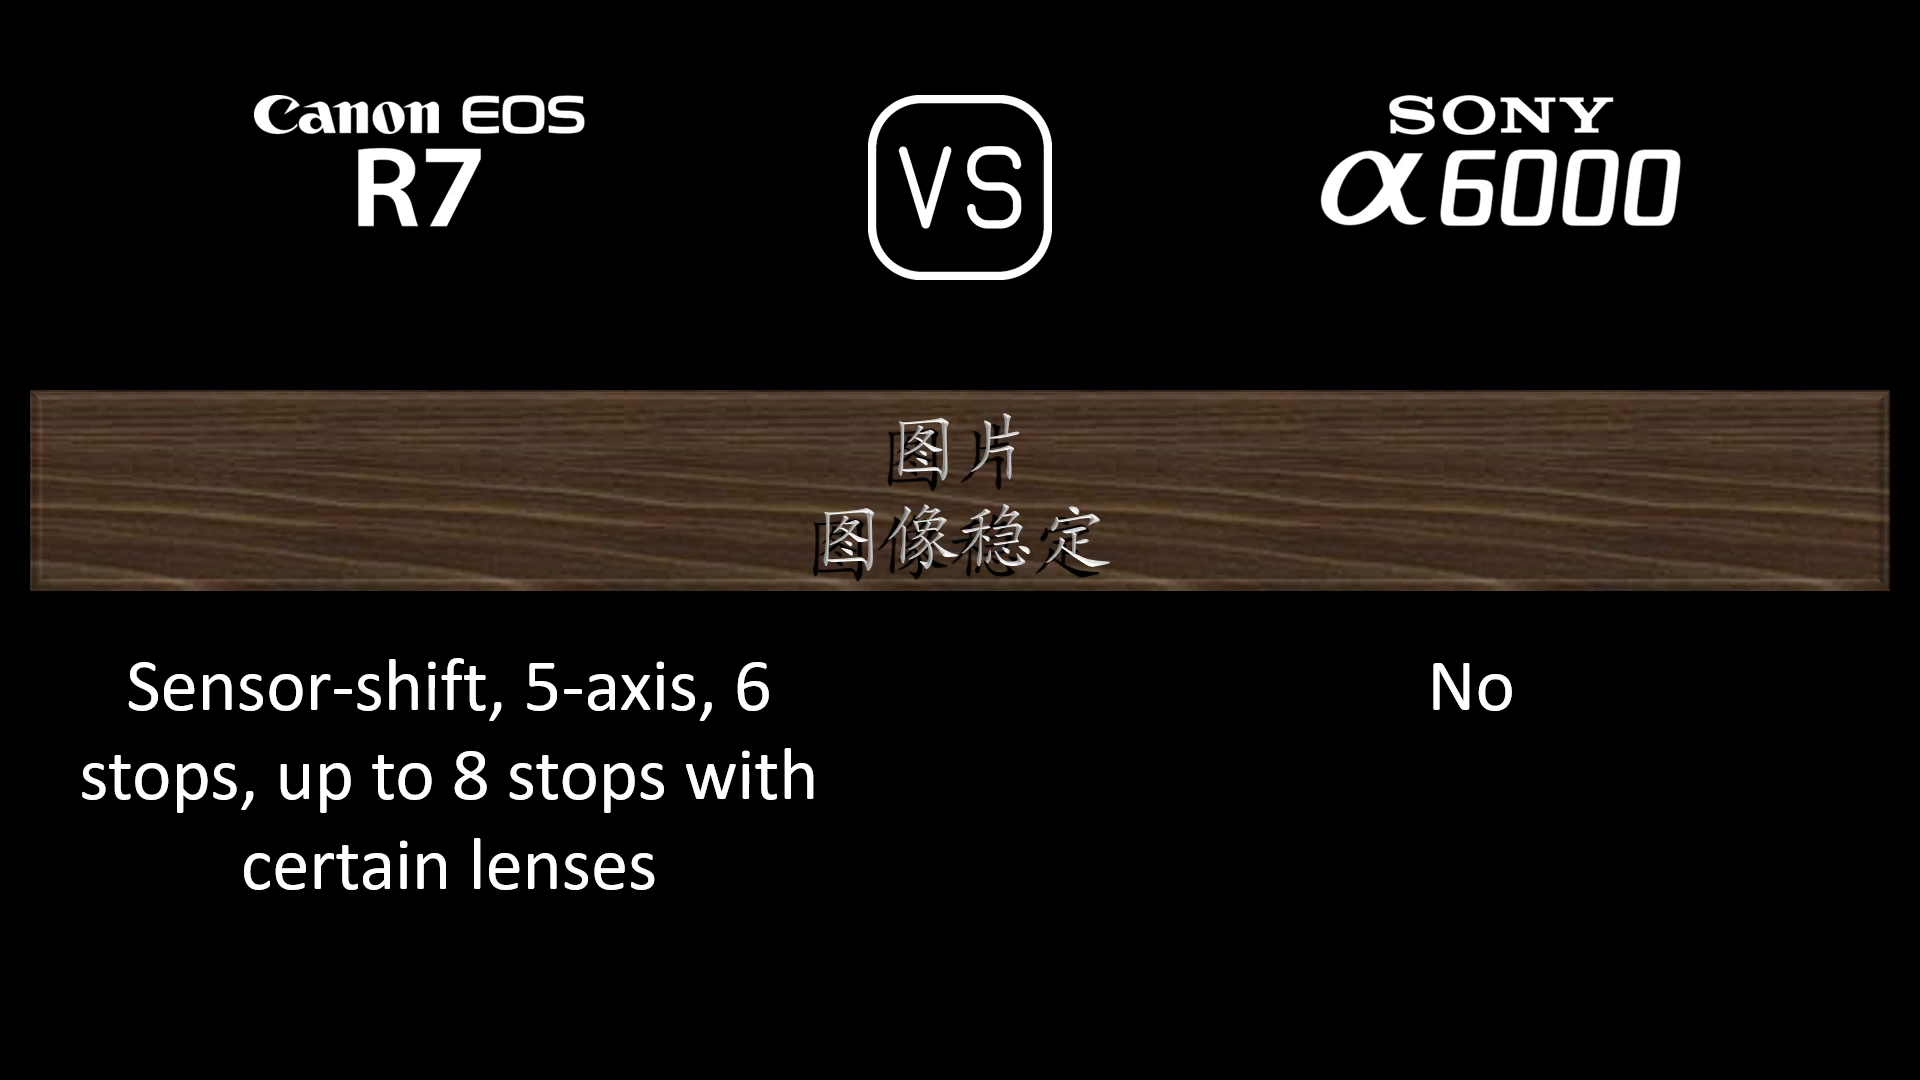 Canon EOS
R7
VS
SONY
α6000
图片
图像稳定
Sensor-shift, 5-axis, 6
stops, up to 8 stops with
certain lenses
No